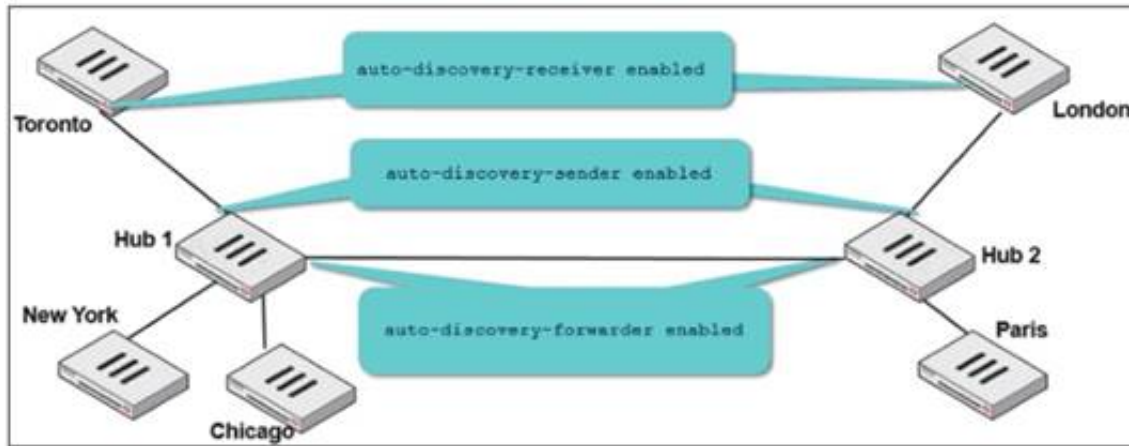 auto-discovery-receiver enabled
Toronto
London
auto-discovery-sender enabled
Hub 1
Hub 2
New York
auto-discovery-forwarder enabled
Paris
Chicago